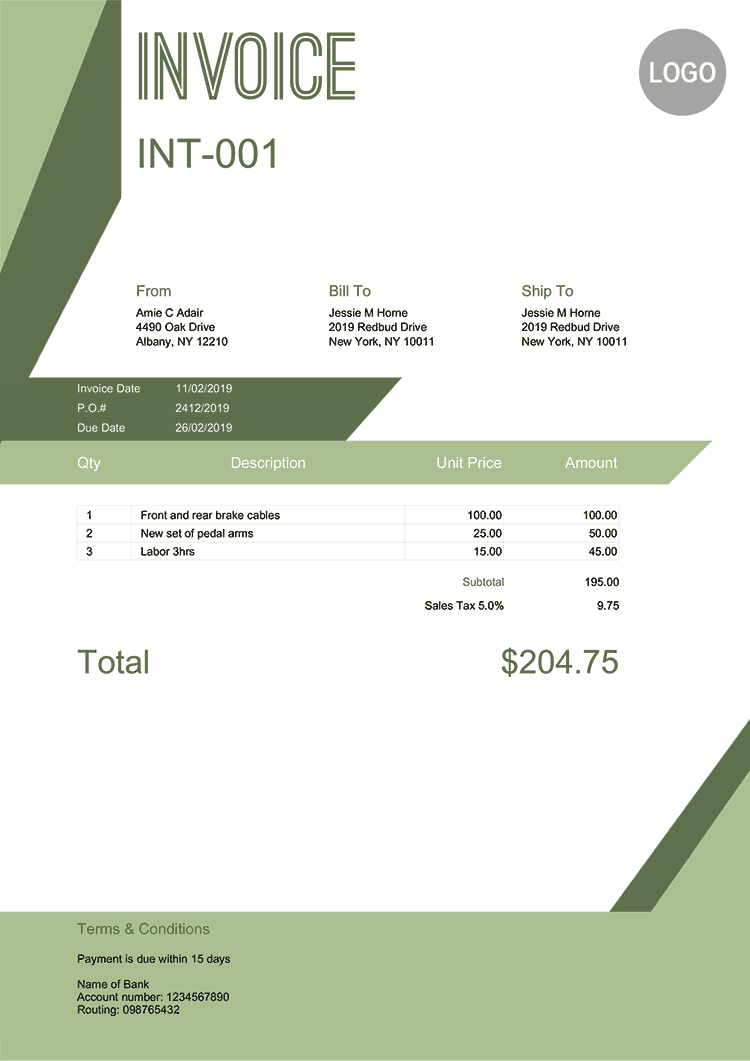 INVOICE
LOGO
INT-001
From Bill To Ship To
Amie C Adair Jessie M Horne Jessie M Horne
4490 Oak Drive 2019 Redbud Drive 2019 Redbud Drive
Albany, NY 12210 New York, NY 10011 New York, NY 10011
Invoice Date 11/02/2019
P.O.# 2412/2019
Due Date 26/02/2019
Qty Description Unit Price Amount
1 Front and rear brake cables 100.00 100.00
2 New set of pedal arms 25.00 50.00
3 Labor 3hrs 15.00 45.00
Subtotal 195.00
Sales Tax 5.0% 9.75
Total $204.75
Terms & Conditions
Payment is due within 15 days
Name of Bank
Account number: 1234567890
Routing: 098765432